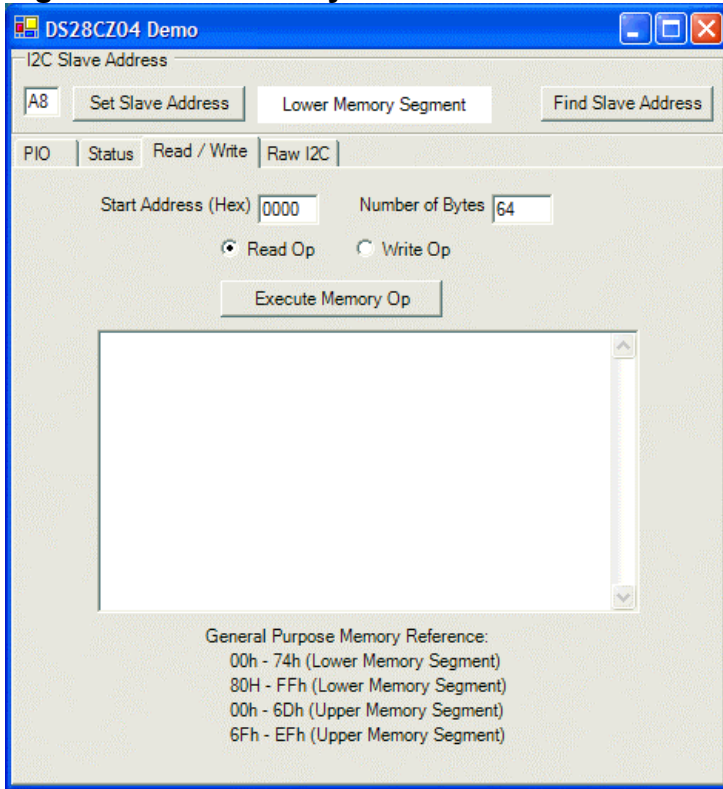 DS28CZ04 Demo
I2C Slave Address
A8 Set Slave Address Lower Memory Segment Find Slave Address
PIO Status Read / Write Raw I2C
Start Address (Hex) 0000 Number of Bytes 64
Read Op Write Op
Execute Memory Op
General Purpose Memory Reference:
00h - 74h (Lower Memory Segment)
80H - FFh (Lower Memory Segment)
00h - 6Dh (Upper Memory Segment)
6Fh - EFh (Upper Memory Segment)